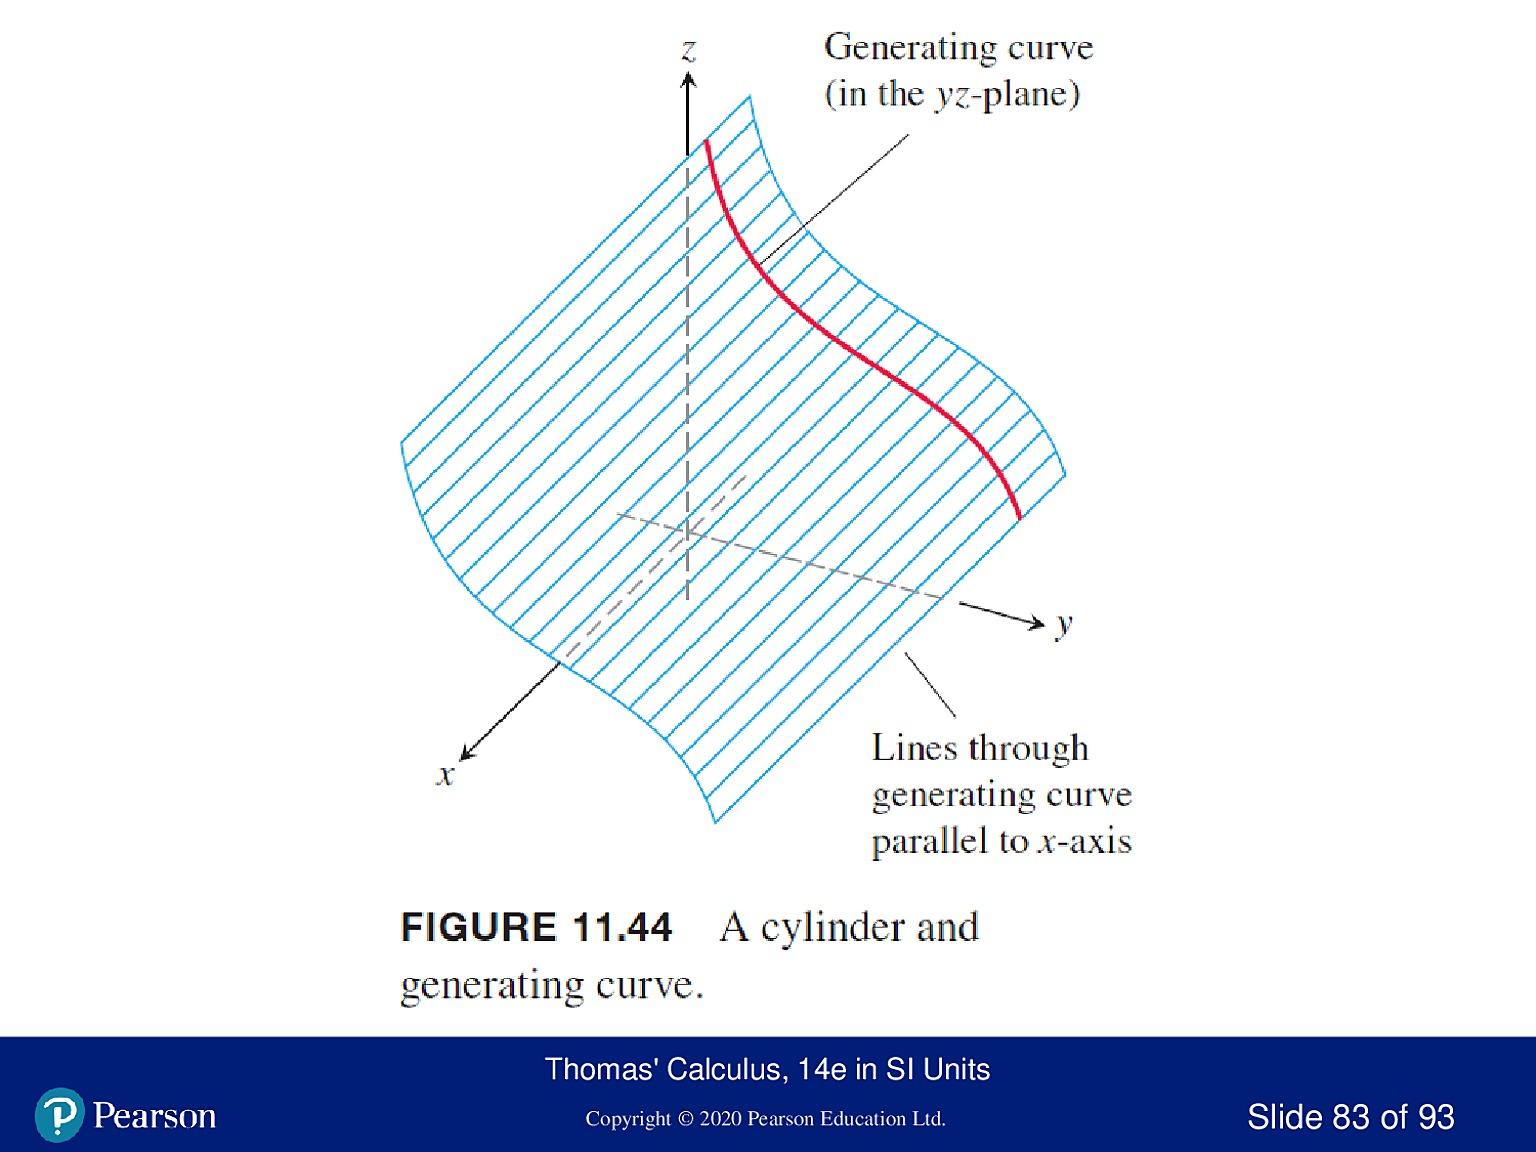 z
Generating curve
(in the yz-plane)
y
x
Lines through
generating curve
parallel to x-axis
FIGURE 11.44 A cylinder and
generating curve.
Thomas' Calculus, 14e in SI Units
Pearson
Copyright © 2020 Pearson Education Ltd.
Slide 83 of 93